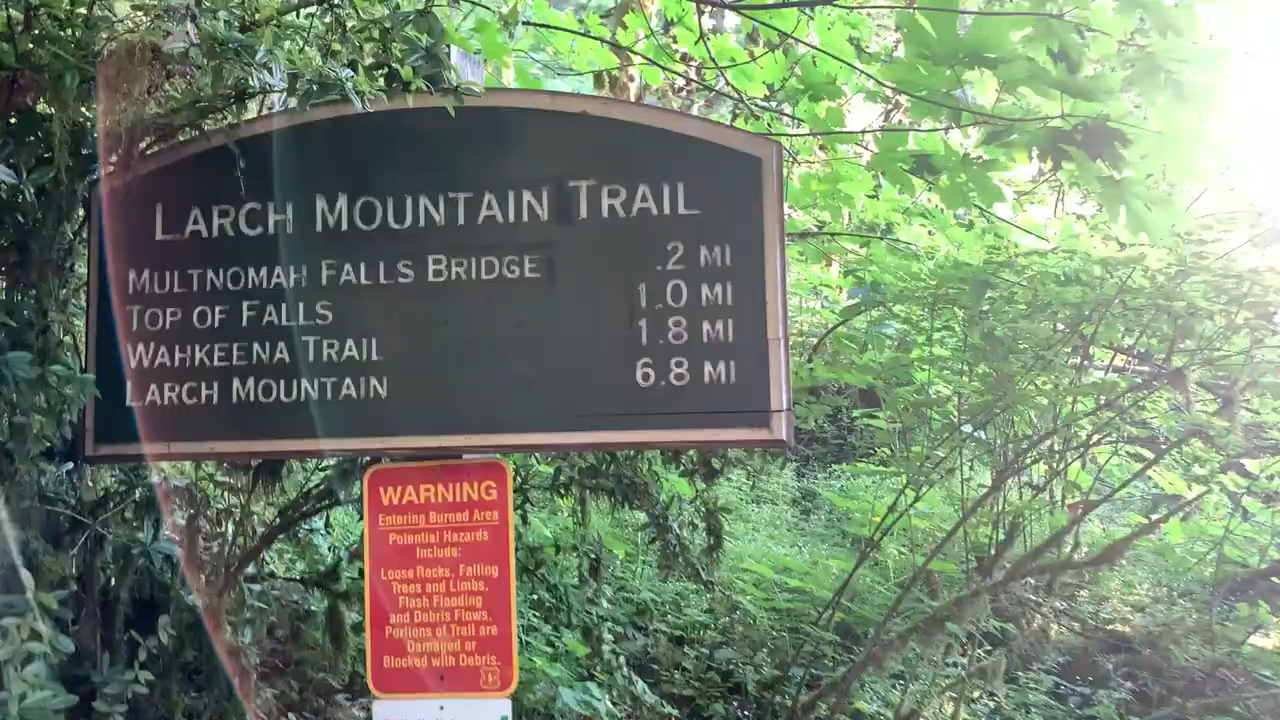 LARCH MOUNTAIN TRAIL
MULTNOMAH FALLS BRIDGE .2 MI
TOP OF FALLS 1.0 MI
WAHKEENA TRAIL 1.8 MI
LARCH MOUNTAIN 6.8 MI
WARNING
Entering Burned Area
Potential Hazards
Include:
Loose Rocks, Falling
Trees and Limbs,
Flash Flooding
and Debris Flows.
Portions of Trail are
Damaged or
Blocked with Debris.